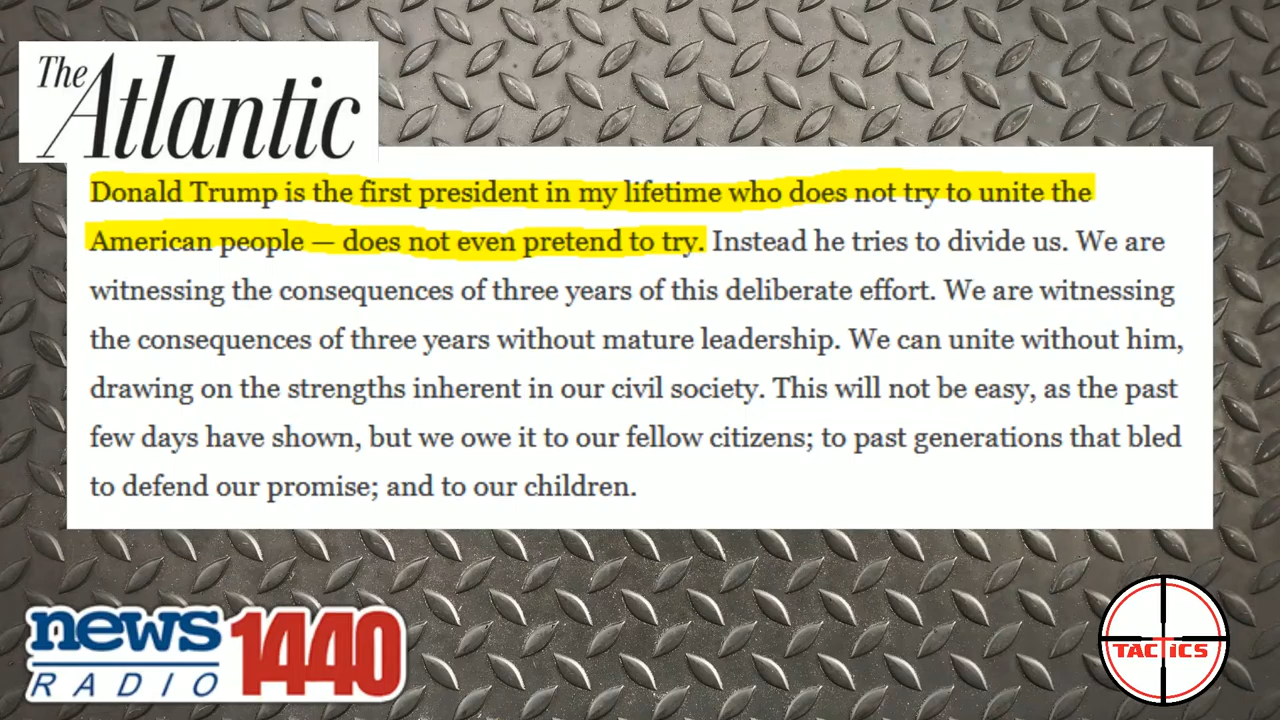 The Atlantic
Donald Trump is the first president in my lifetime who does not try to unite the
American people — does not even pretend to try. Instead he tries to divide us. We are
witnessing the consequences of three years of this deliberate effort. We are witnessing
the consequences of three years without mature leadership. We can unite without him,
drawing on the strengths inherent in our civil society. This will not be easy, as the past
few days have shown, but we owe it to our fellow citizens; to past generations that bled
to defend our promise; and to our children.
news 1440
RADIO
TACTiCS